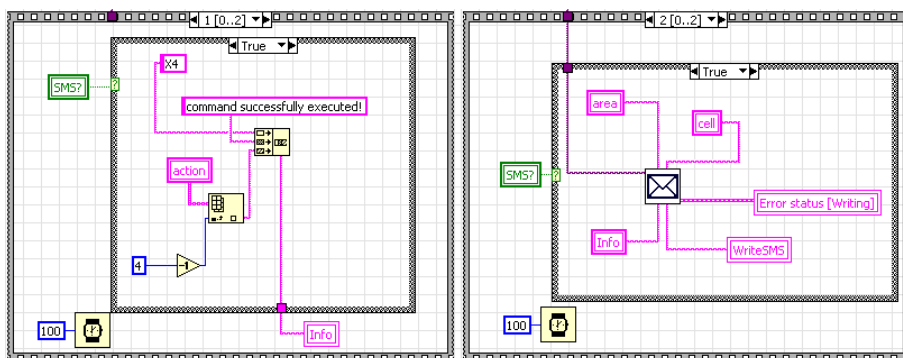 1 [0..2]
True
X4
SMS?
?
command successfully executed!
action
4
-1
100
Info
2 [0..2]
True
area
cell
SMS?
?
Error status [Writing]
Info
WriteSMS
100